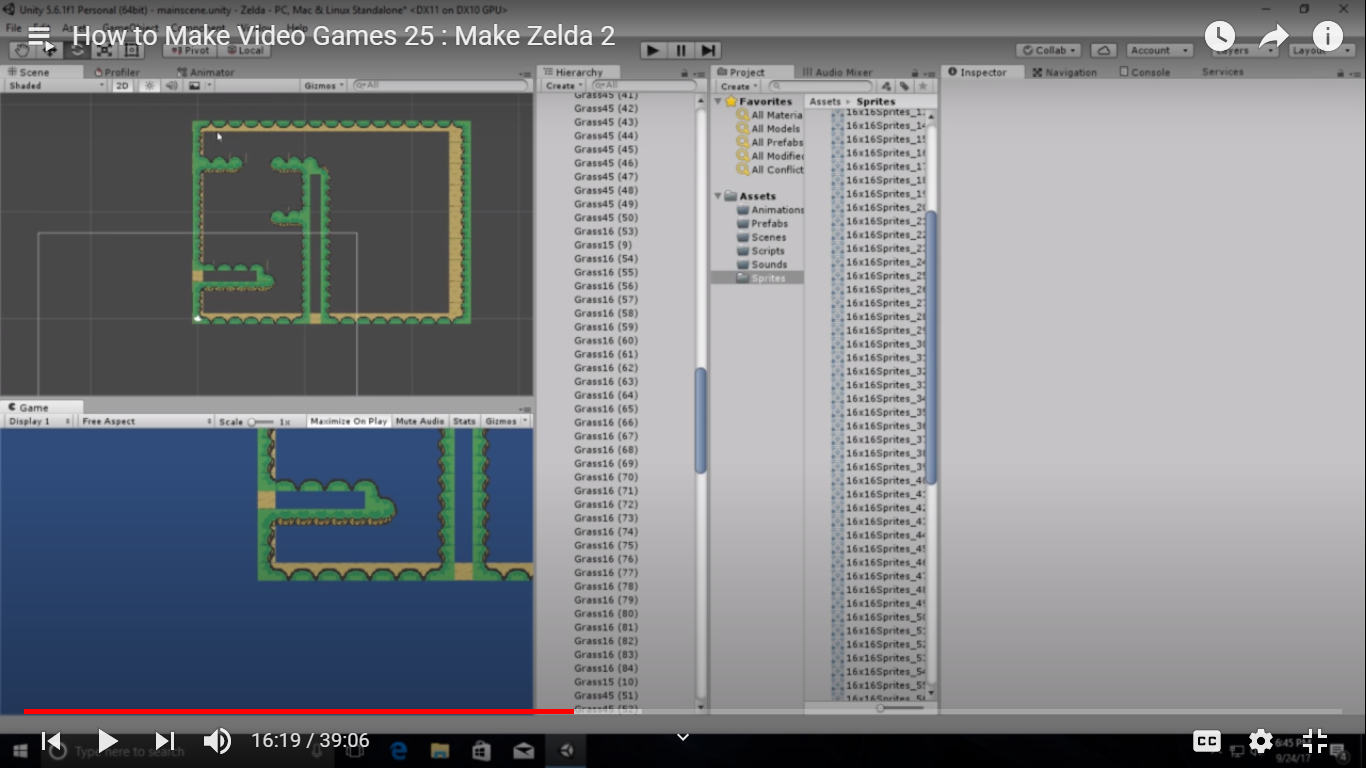 Unity 5.6.1f1 Personal (64bit) - mainscene.unity - Zelda - PC, Mac & Linux Standalone* <DX11 on DX10 GPU>
How to Make Video Games 25 : Make Zelda 2
Pivot Local
Collab Account Layers
Scene Profiler Animator
Shaded 2D Gizmos All
Hierarchy
Create All
Grass45 (41)
Grass45 (42)
Grass45 (43)
Grass45 (44)
Grass45 (45)
Grass45 (46)
Grass45 (47)
Grass45 (48)
Grass45 (49)
Grass45 (50)
Grass16 (53)
Grass15 (9)
Grass16 (54)
Grass16 (55)
Grass16 (56)
Grass16 (57)
Grass16 (58)
Grass16 (59)
Grass16 (60)
Grass16 (61)
Grass16 (62)
Grass16 (63)
Grass16 (64)
Grass16 (65)
Grass16 (66)
Grass16 (67)
Grass16 (68)
Grass16 (69)
Grass16 (70)
Grass16 (71)
Grass16 (72)
Grass16 (73)
Grass16 (74)
Grass16 (75)
Grass16 (76)
Grass16 (77)
Grass16 (78)
Grass16 (79)
Grass16 (80)
Grass16 (81)
Grass16 (82)
Grass16 (83)
Grass16 (84)
Grass15 (10)
Grass45 (51)
Grass45 (52)
Project Audio Mixer
Create
Favorites
All Materia
All Models
All Prefabs
All Modifie
All Conflict
Assets
Animations
Prefabs
Scenes
Scripts
Sounds
Sprites
Assets ▸ Sprites
16x16Sprites_1
16x16Sprites_14
16x16Sprites_15
16x16Sprites_16
16x16Sprites_17
16x16Sprites_18
16x16Sprites_19
16x16Sprites_20
16x16Sprites_21
16x16Sprites_22
16x16Sprites_23
16x16Sprites_24
16x16Sprites_25
16x16Sprites_26
16x16Sprites_27
16x16Sprites_28
16x16Sprites_29
16x16Sprites_30
16x16Sprites_31
16x16Sprites_32
16x16Sprites_33
16x16Sprites_34
16x16Sprites_35
16x16Sprites_36
16x16Sprites_37
16x16Sprites_38
16x16Sprites_39
16x16Sprites_40
16x16Sprites_41
16x16Sprites_42
16x16Sprites_43
16x16Sprites_44
16x16Sprites_45
16x16Sprites_46
16x16Sprites_47
16x16Sprites_48
16x16Sprites_49
16x16Sprites_50
16x16Sprites_51
16x16Sprites_52
16x16Sprites_53
16x16Sprites_54
16x16Sprites_55
16x16Sprites_56
Inspector Navigation Console Services
Game
Display 1 Free Aspect Scale 1x Maximize On Play Mute Audio Stats Gizmos
16:19 / 39:06
CC
Type here to search
6:45 PM
9/24/17